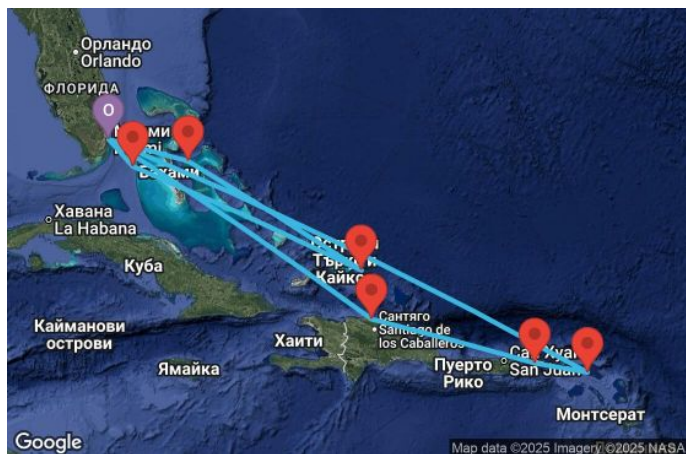 Орландо
Orlando
ФЛОРИДА
O
Хавана
La Habana
Куба
Кайманови
острови
Ямайка
Хаити
Кайко
Сантяго
Santiago de
los Caballeros
Пуерто
Рико
San Juan
Монтсерат
Google
Map data ©2025 Imagery ©2025 NASA